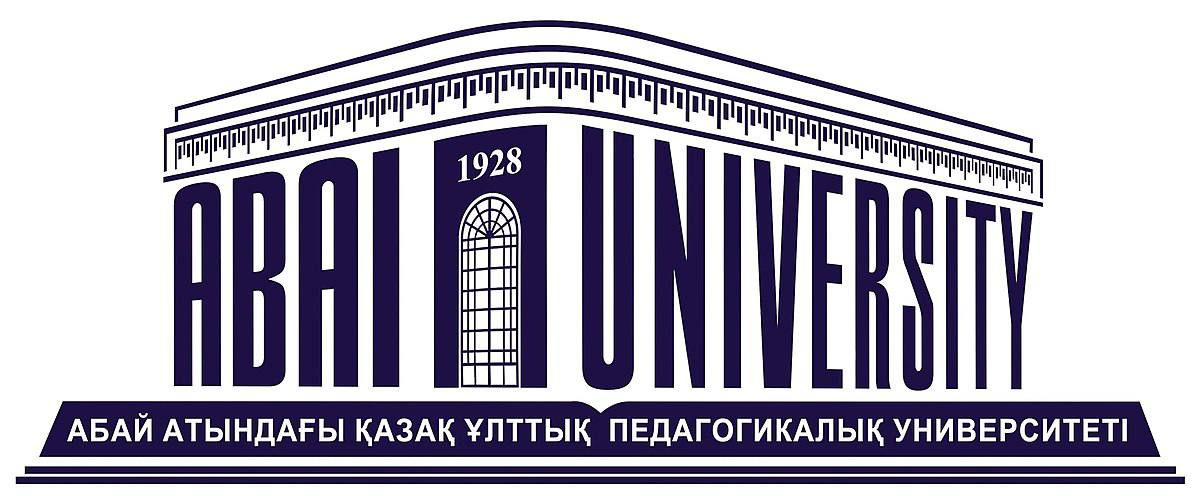 1928
ABAI UNIVERSITY
АБАЙ АТЫНДАҒЫ ҚАЗАҚ ҰЛТТЫҚ ПЕДАГОГИКАЛЫҚ УНИВЕРСИТЕТІ